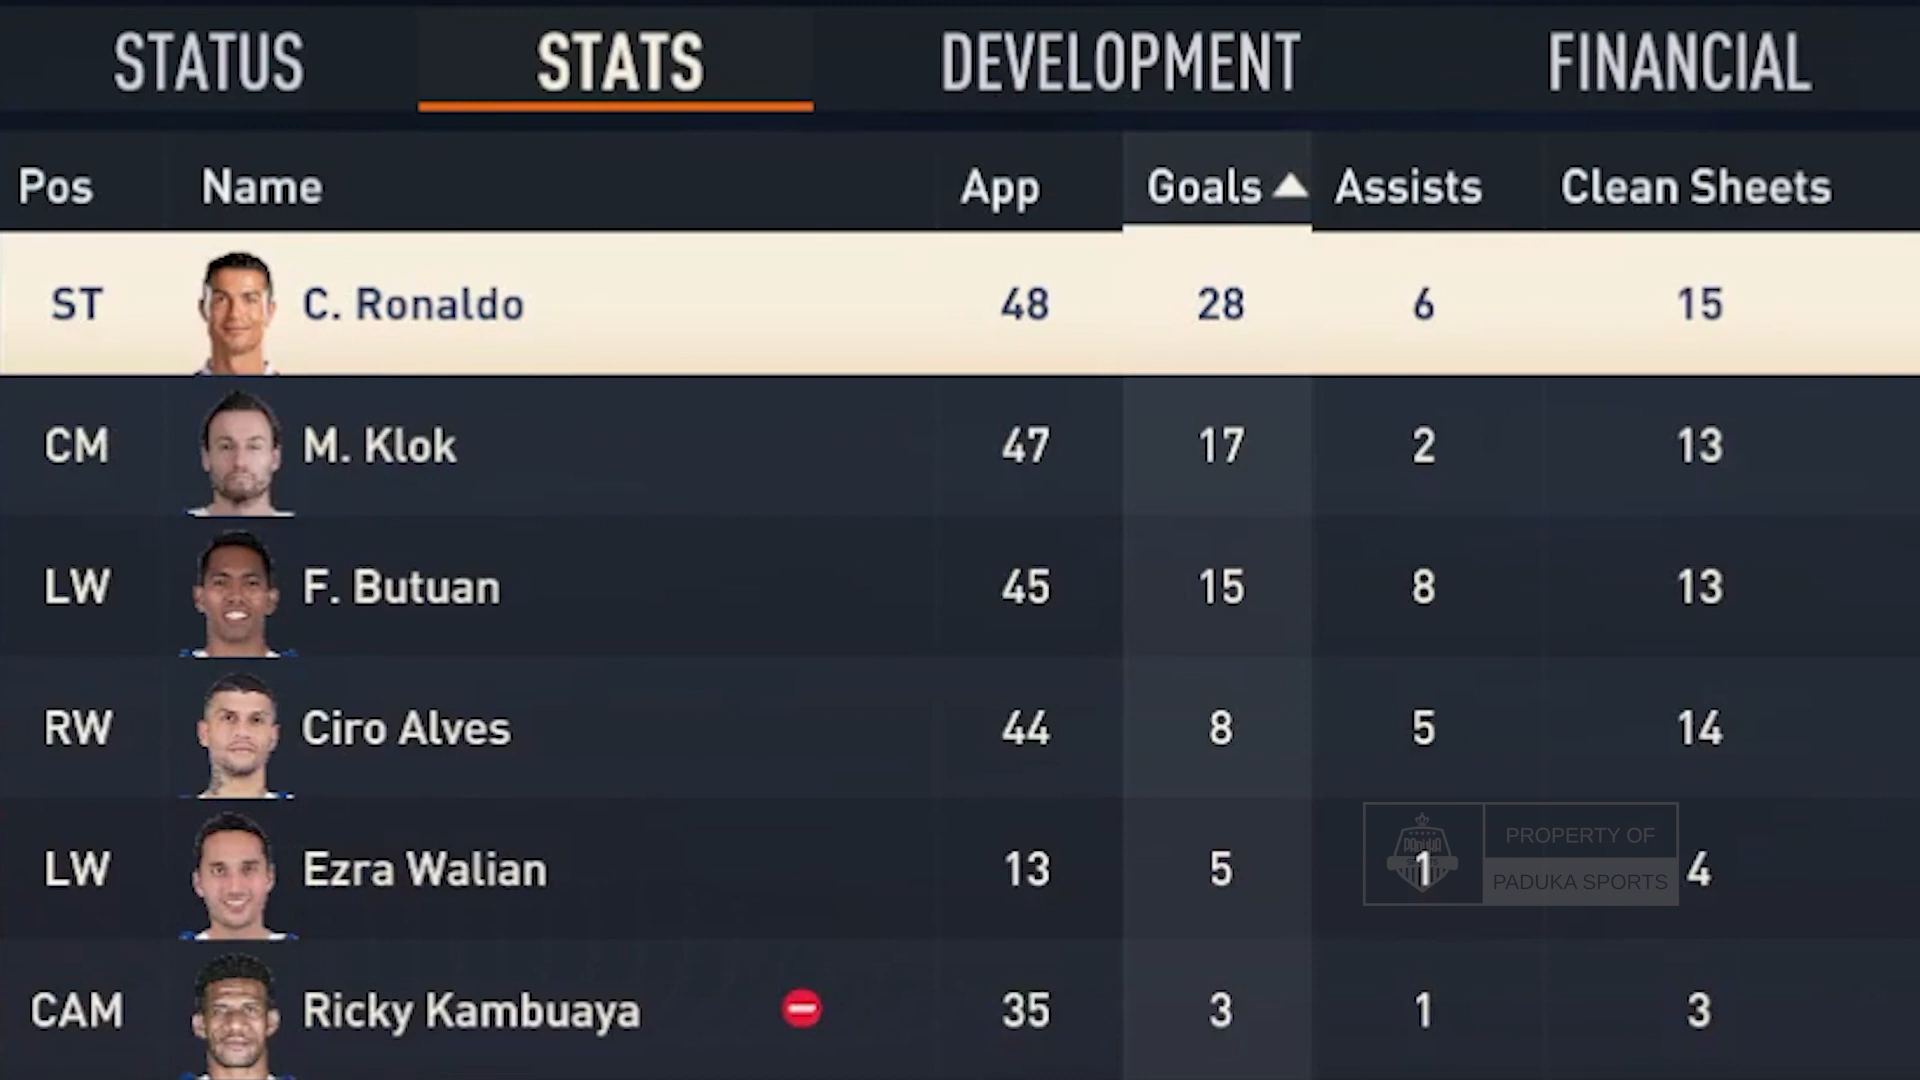 STATUS STATS DEVELOPMENT FINANCIAL
Pos Name App Goals Assists Clean Sheets
ST C. Ronaldo 48 28 6 15
CM M. Klok 47 17 2 13
LW F. Butuan 45 15 8 13
RW Ciro Alves 44 8 5 14
PROPERTY OF
LW Ezra Walian 13 5 1 4
PADUKA SPORTS
CAM Ricky Kambuaya 35 3 1 3